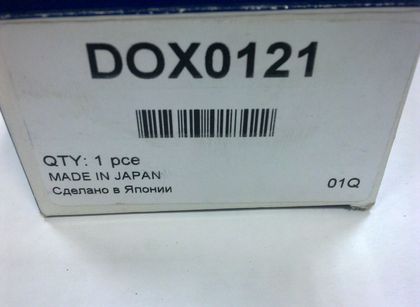 DOX0121
QTY: 1 pce
MADE IN JAPAN
Сделано в Японии
01Q